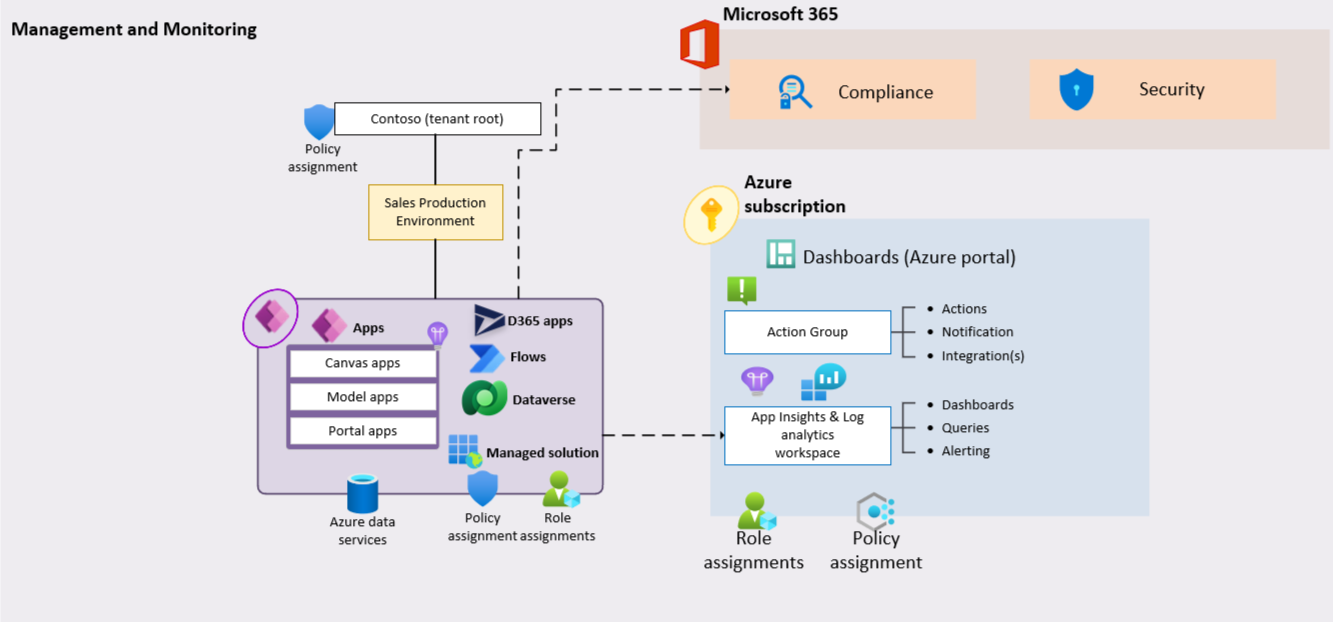 Management and Monitoring
Microsoft 365
Compliance
Security
Contoso (tenant root)
Policy
assignment
Sales Production
Environment
Apps
Canvas apps
Model apps
Portal apps
D365 apps
Flows
Dataverse
Managed solution
Azure data
services
Policy
assignment
Role
assignments
Azure
subscription
Dashboards (Azure portal)
Action Group
Actions
Notification
Integration(s)
App Insights & Log
analytics
workspace
Dashboards
Queries
Alerting
Role
assignments
Policy
assignment